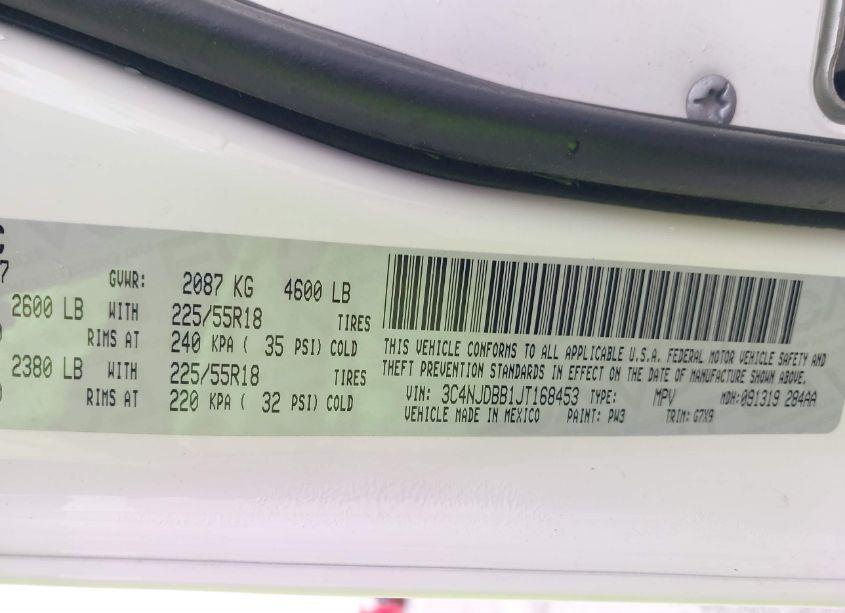 GVWR: 2087 KG 4600 LB
2600 LB WITH 225/55R18 TIRES
RIMS AT 240 KPA ( 35 PSI) COLD
2380 LB WITH 225/55R18 TIRES
RIMS AT 220 KPA ( 32 PSI) COLD
THIS VEHICLE CONFORMS TO ALL APPLICABLE U.S.A. FEDERAL MOTOR VEHICLE SAFETY AND
THEFT PREVENTION STANDARDS IN EFFECT ON THE DATE OF MANUFACTURE SHOWN ABOVE.
VIN: 3C4NJDBB1JT168453 TYPE: MPV MDH:091319 284AA
VEHICLE MADE IN MEXICO PAINT: PW3 TRIM: G7X9